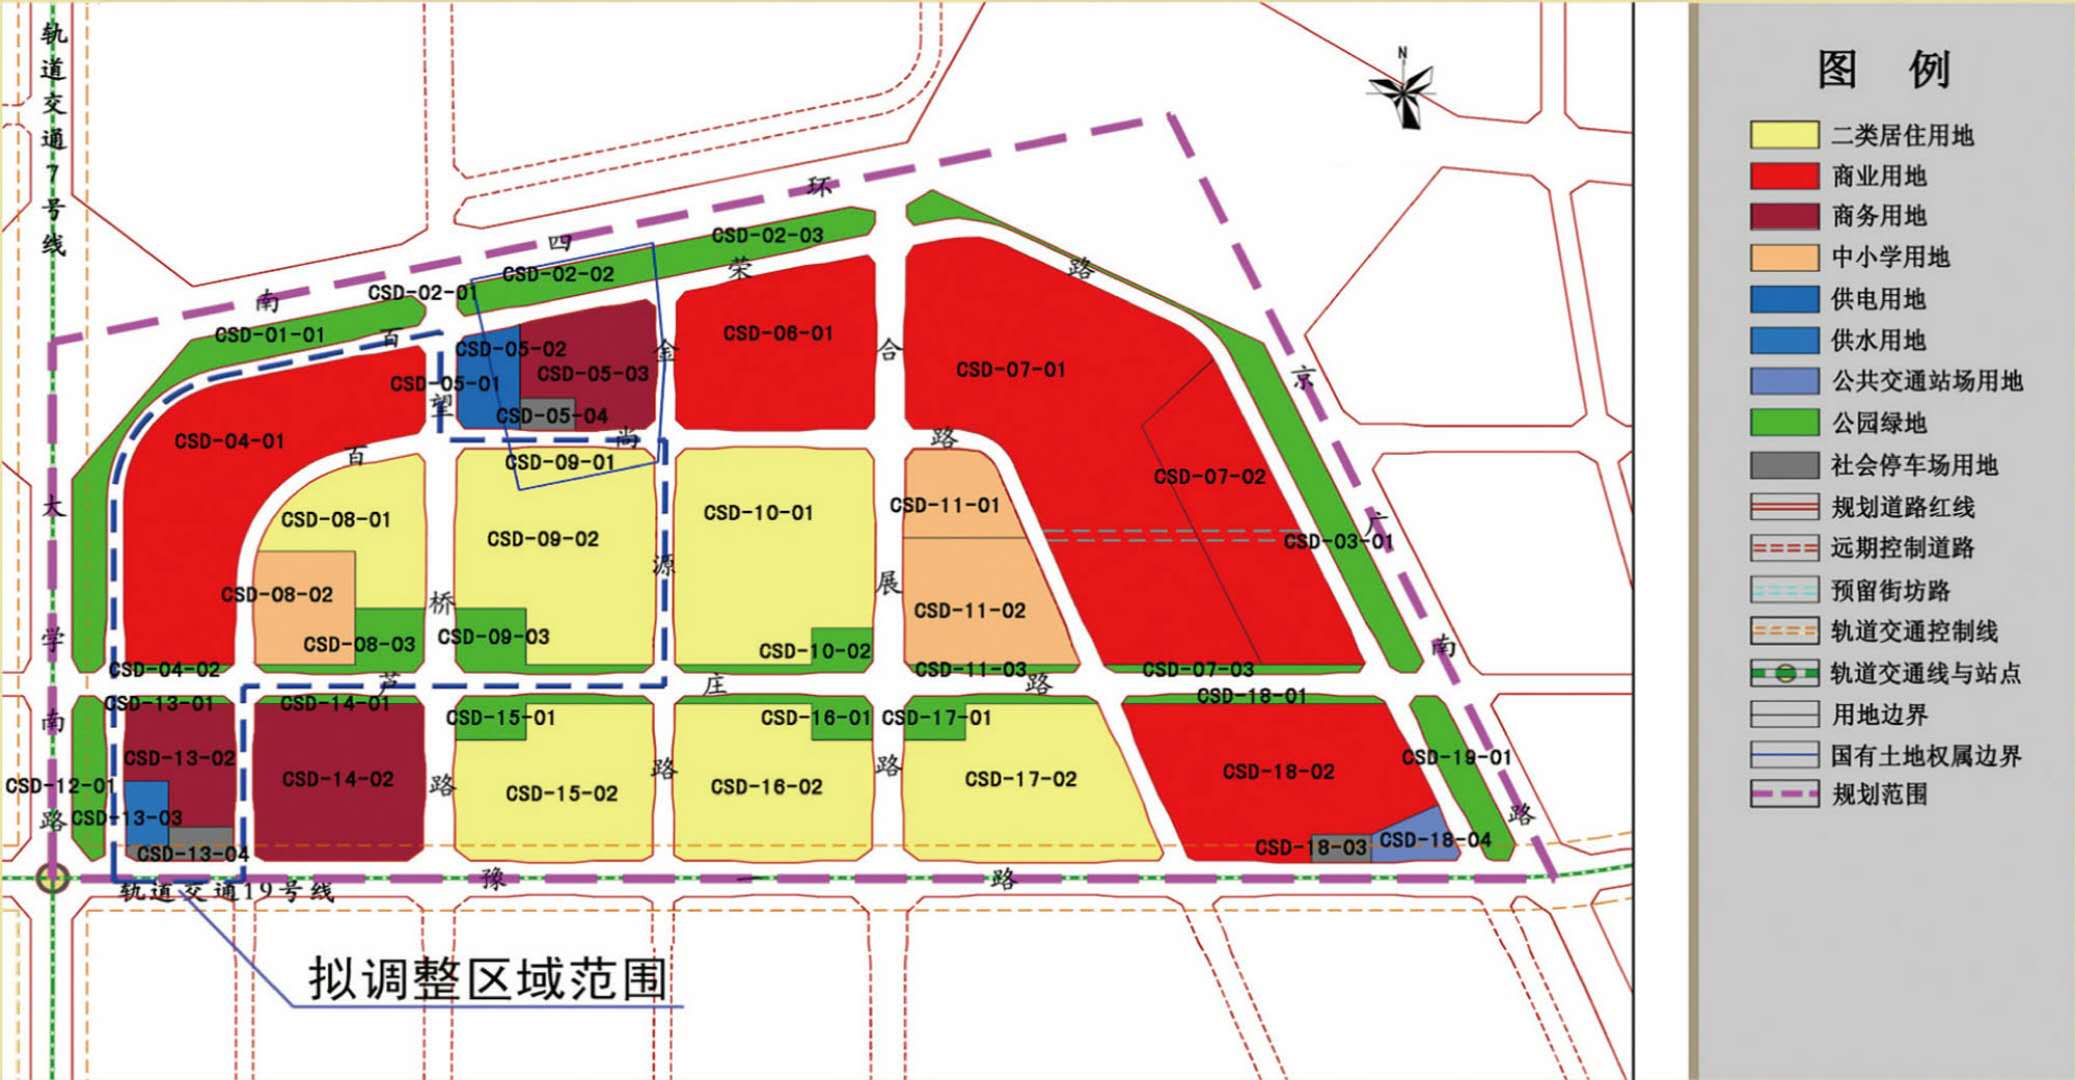 轨道交通7号线
N
环
四
南
CSD-02-03
CSD-02-02
CSD-02-01
CSD-01-01
荣
路
百
CSD-05-02
CSD-05-01
CSD-05-03
CSD-05-04
金
合
CSD-06-01
CSD-07-01
京
望
尚
路
CSD-04-01
百
CSD-09-01
CSD-07-02
大
CSD-08-01
CSD-09-02
CSD-10-01
CSD-11-01
广
CSD-03-01
源
展
CSD-08-02
桥
CSD-11-02
学
CSD-08-03
CSD-09-03
CSD-10-02
南
CSD-04-02
CSD-11-03
CSD-07-03
芦
庄
路
CSD-18-01
CSD-13-01
CSD-14-01
南
CSD-15-01
CSD-16-01
CSD-17-01
CSD-13-02
CSD-14-02
CSD-12-01
路
路
路
CSD-15-02
CSD-16-02
CSD-17-02
CSD-18-02
CSD-19-01
路
CSD-13-03
路
CSD-13-04
CSD-18-03
CSD-18-04
豫
一
路
轨道交通19号线
拟调整区域范围
图 例
二类居住用地
商业用地
商务用地
中小学用地
供电用地
供水用地
公共交通站场用地
公园绿地
社会停车场用地
规划道路红线
远期控制道路
预留街坊路
轨道交通控制线
轨道交通线与站点
用地边界
国有土地权属边界
规划范围